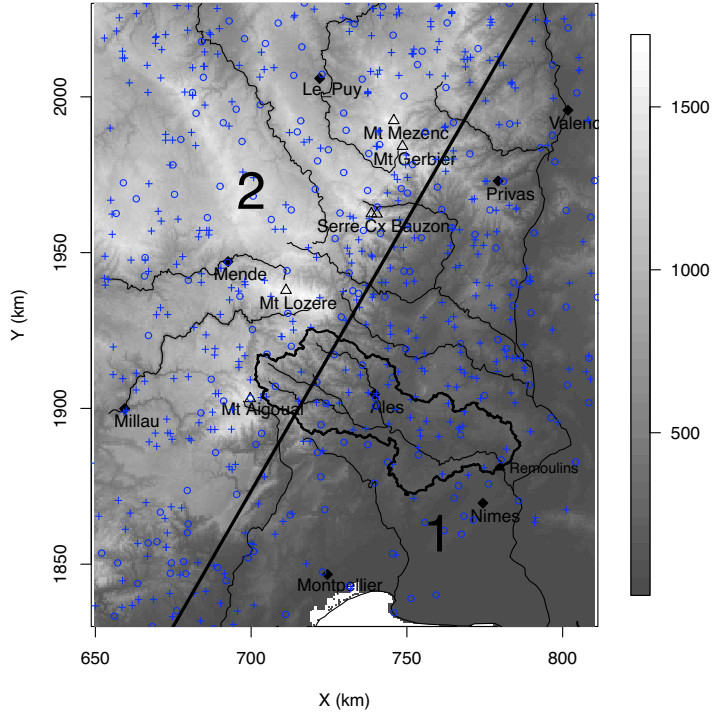 Le_Puy
Mt Mezenc
Valenc
Mt Gerbier
Privas
2
Serre Cx Bauzon
Mende
Mt Lozere
Mt Aigoual
Ales
Millau
Remoulins
Nimes
1
Montpellier
2000
1950
1900
1850
Y (km)
650
700
750
800
X (km)
1500
1000
500